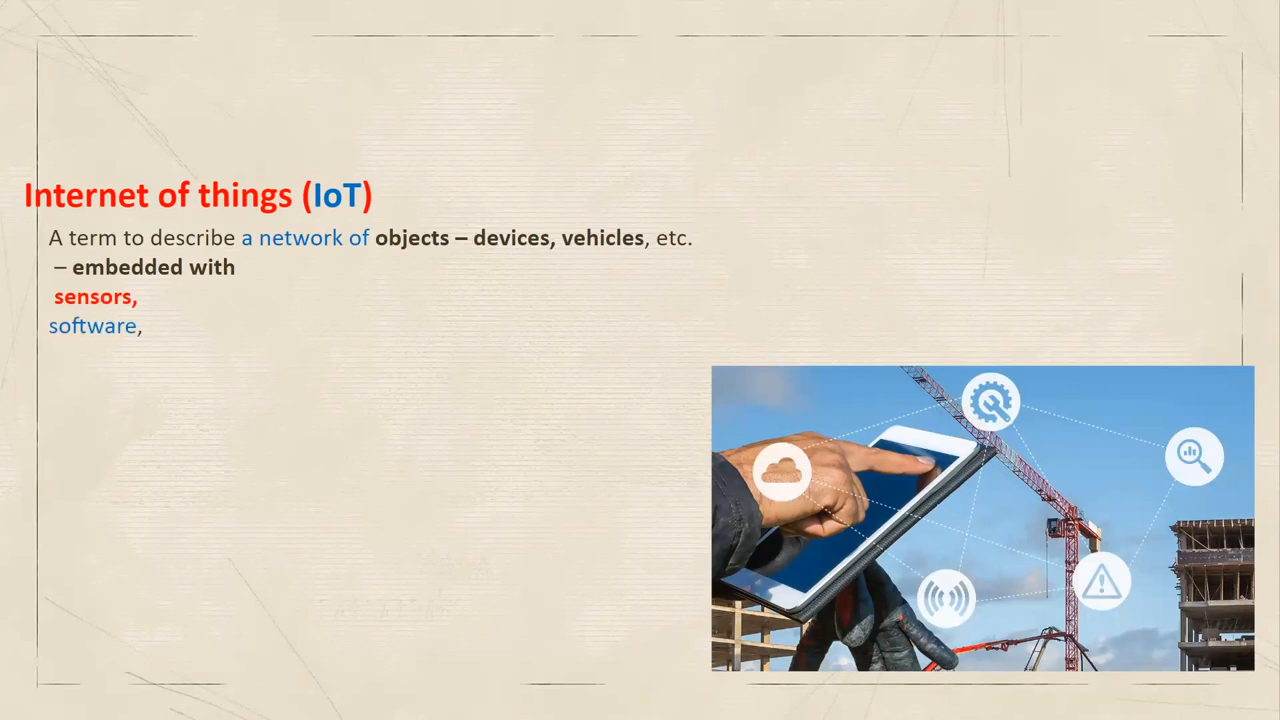 Internet of things (IoT)
A term to describe a network of objects – devices, vehicles, etc.
– embedded with
sensors,
software,